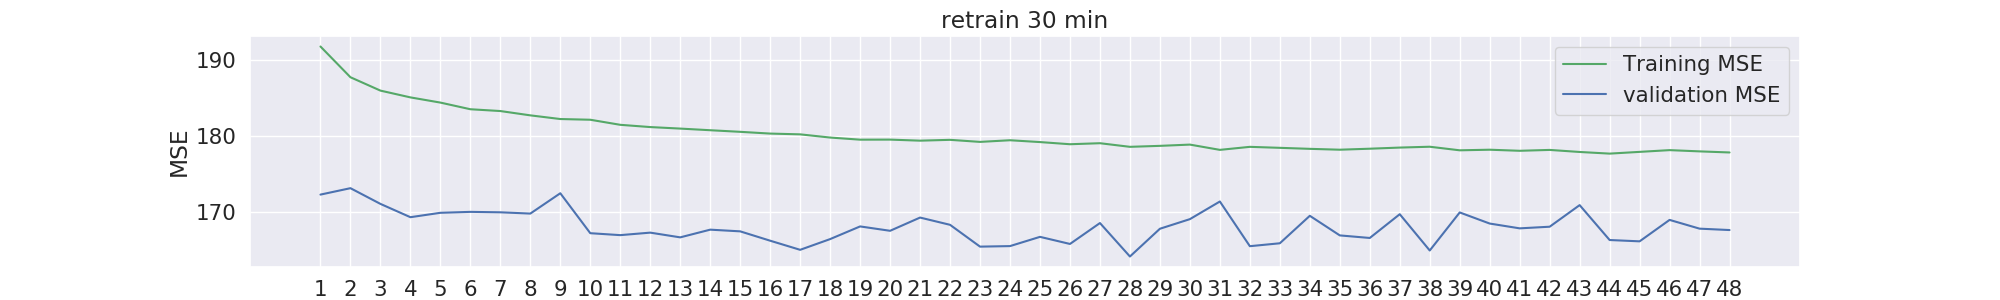 retrain 30 min
190
180
170
MSE
Training MSE
validation MSE
1 2 3 4 5 6 7 8 9 10 11 12 13 14 15 16 17 18 19 20 21 22 23 24 25 26 27 28 29 30 31 32 33 34 35 36 37 38 39 40 41 42 43 44 45 46 47 48